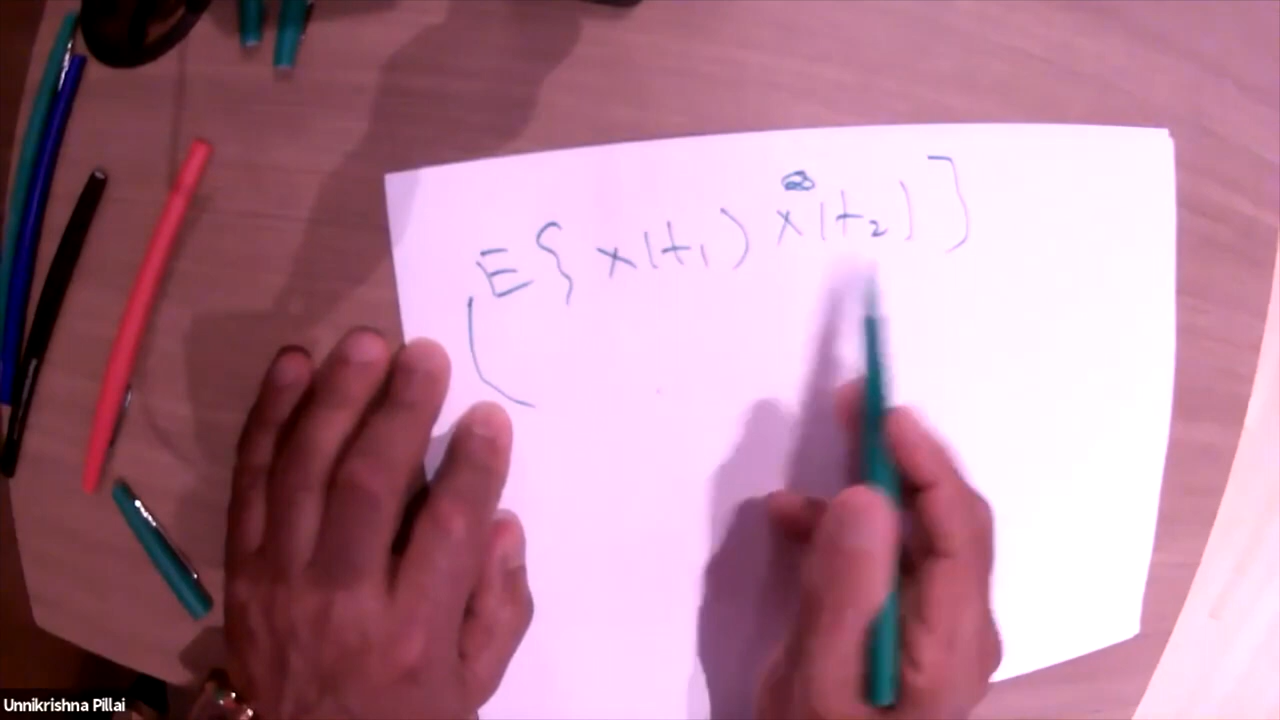 E{ x(t₁) x*(t₂) }
Unnikrishna Pillai